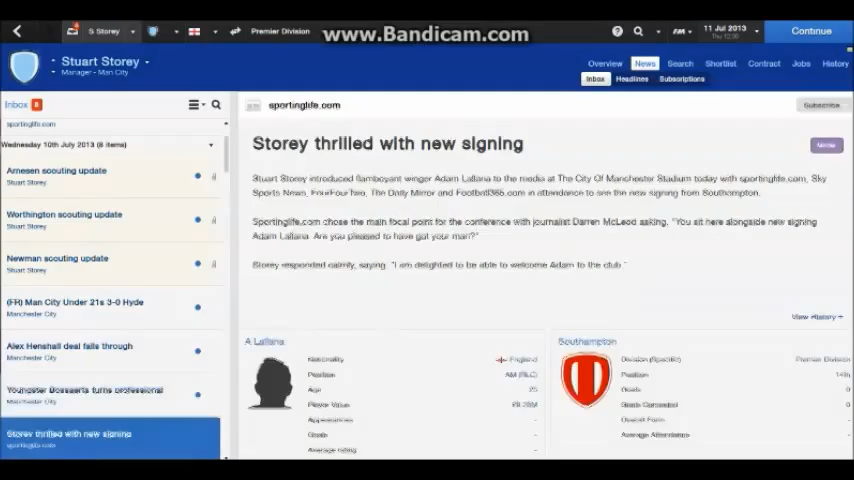 S Storey
Premier Division
www.Bandicam.com
FM
11 Jul 2013
Continue
Stuart Storey
Manager - Man City
Overview News Search Shortlist Contract Jobs History
Inbox Headlines Subscriptions
Inbox 8
sportinglife.com
Subscribe
sportinglife.com
Wednesday 10th July 2013 (8 items)
Arnesen scouting update
Stuart Storey
Worthington scouting update
Stuart Storey
Newman scouting update
Stuart Storey
(FR) Man City Under 21s 3-0 Hyde
Manchester City
Alex Henshall deal falls through
Manchester City
Youngster Bossaerts turns professional
Manchester City
Storey thrilled with new signing
sportinglife.com
Storey thrilled with new signing
Stuart Storey introduced flamboyant winger Adam Lallana to the media at The City Of Manchester Stadium today with sportinglife.com, Sky
Sports News, FourFourTwo, The Daily Mirror and Football365.com in attendance to see the new signing from Southampton.
Sportinglife.com chose the main focal point for the conference with journalist Darren McLeod asking, "You sit here alongside new signing
Adam Lallana. Are you pleased to have got your man?"
Storey responded calmly, saying: "I am delighted to be able to welcome Adam to the club."
View History
A Lallana
Nationality England
Position AM (RLC)
Age 25
Player Value
Appearances -
Goals -
Average rating -
Southampton
Division (Specific) Premier Division
Position 14th
Goals 0
Goals Conceded 0
Overall Form -
Average Attendance -